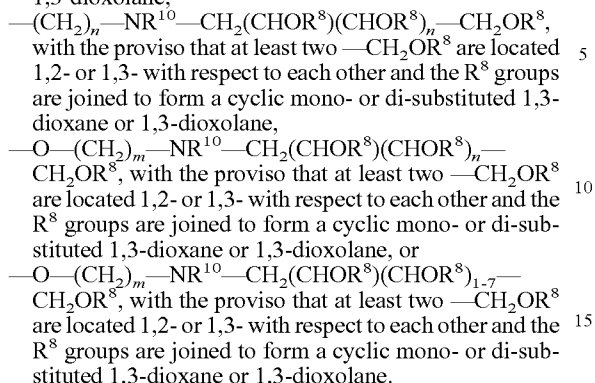 1,3-dioxolane,
—(CH₂)ₙ—NR¹⁰—CH₂(CHOR⁸)(CHOR⁸)ₙ—CH₂OR⁸,
with the proviso that at least two —CH₂OR⁸ are located 5
1,2- or 1,3- with respect to each other and the R⁸ groups
are joined to form a cyclic mono- or di-substituted 1,3-
dioxane or 1,3-dioxolane,
—O—(CH₂)ₘ—NR¹⁰—CH₂(CHOR⁸)(CHOR⁸)ₙ—
CH₂OR⁸, with the proviso that at least two —CH₂OR⁸ 10
are located 1,2- or 1,3- with respect to each other and the
R⁸ groups are joined to form a cyclic mono- or di-sub-
stituted 1,3-dioxane or 1,3-dioxolane, or
—O—(CH₂)ₘ—NR¹⁰—CH₂(CHOR⁸)(CHOR⁸)₁₋₇—
CH₂OR⁸, with the proviso that at least two —CH₂OR⁸
are located 1,2- or 1,3- with respect to each other and the 15
R⁸ groups are joined to form a cyclic mono- or di-sub-
stituted 1,3-dioxane or 1,3-dioxolane.